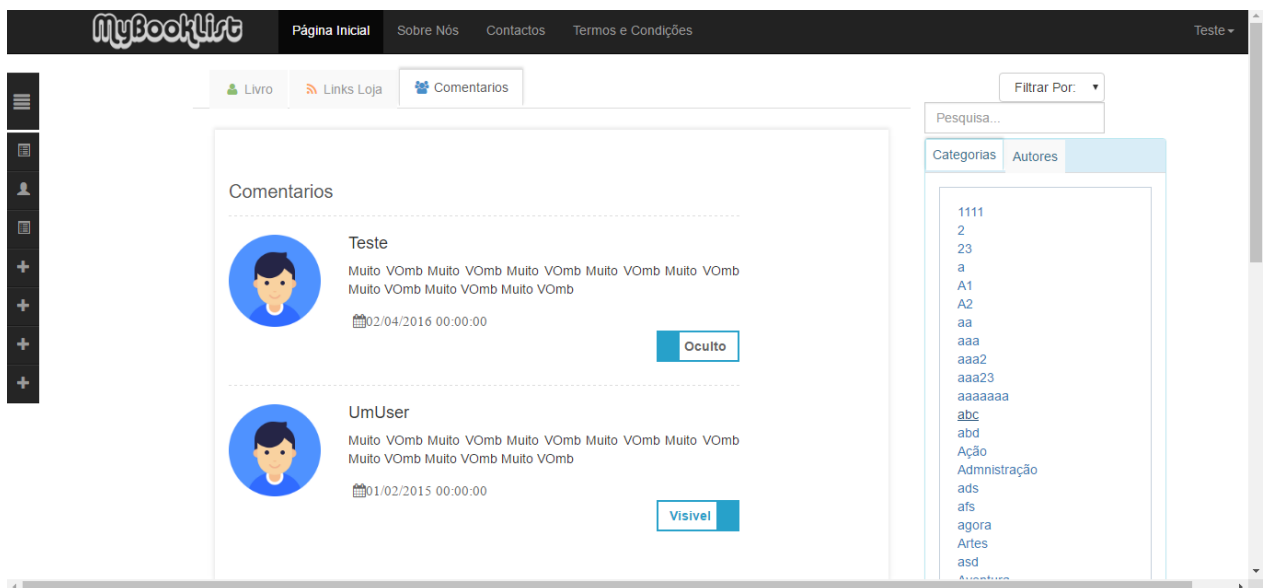 MyBookList
Página Inicial
Sobre Nós
Contactos
Termos e Condições
Teste
Livro
Links Loja
Comentarios
Filtrar Por:
Pesquisa...
Categorias
Autores
Comentarios
Teste
Muito VOmb Muito VOmb Muito VOmb Muito VOmb Muito VOmb
Muito VOmb Muito VOmb Muito VOmb
02/04/2016 00:00:00
Oculto
UmUser
Muito VOmb Muito VOmb Muito VOmb Muito VOmb Muito VOmb
Muito VOmb Muito VOmb Muito VOmb
01/02/2015 00:00:00
Visivel
1111
2
23
a
A1
A2
aa
aaa
aaa2
aaa23
aaaaaaa
abc
abd
Ação
Admnistração
ads
afs
agora
Artes
asd